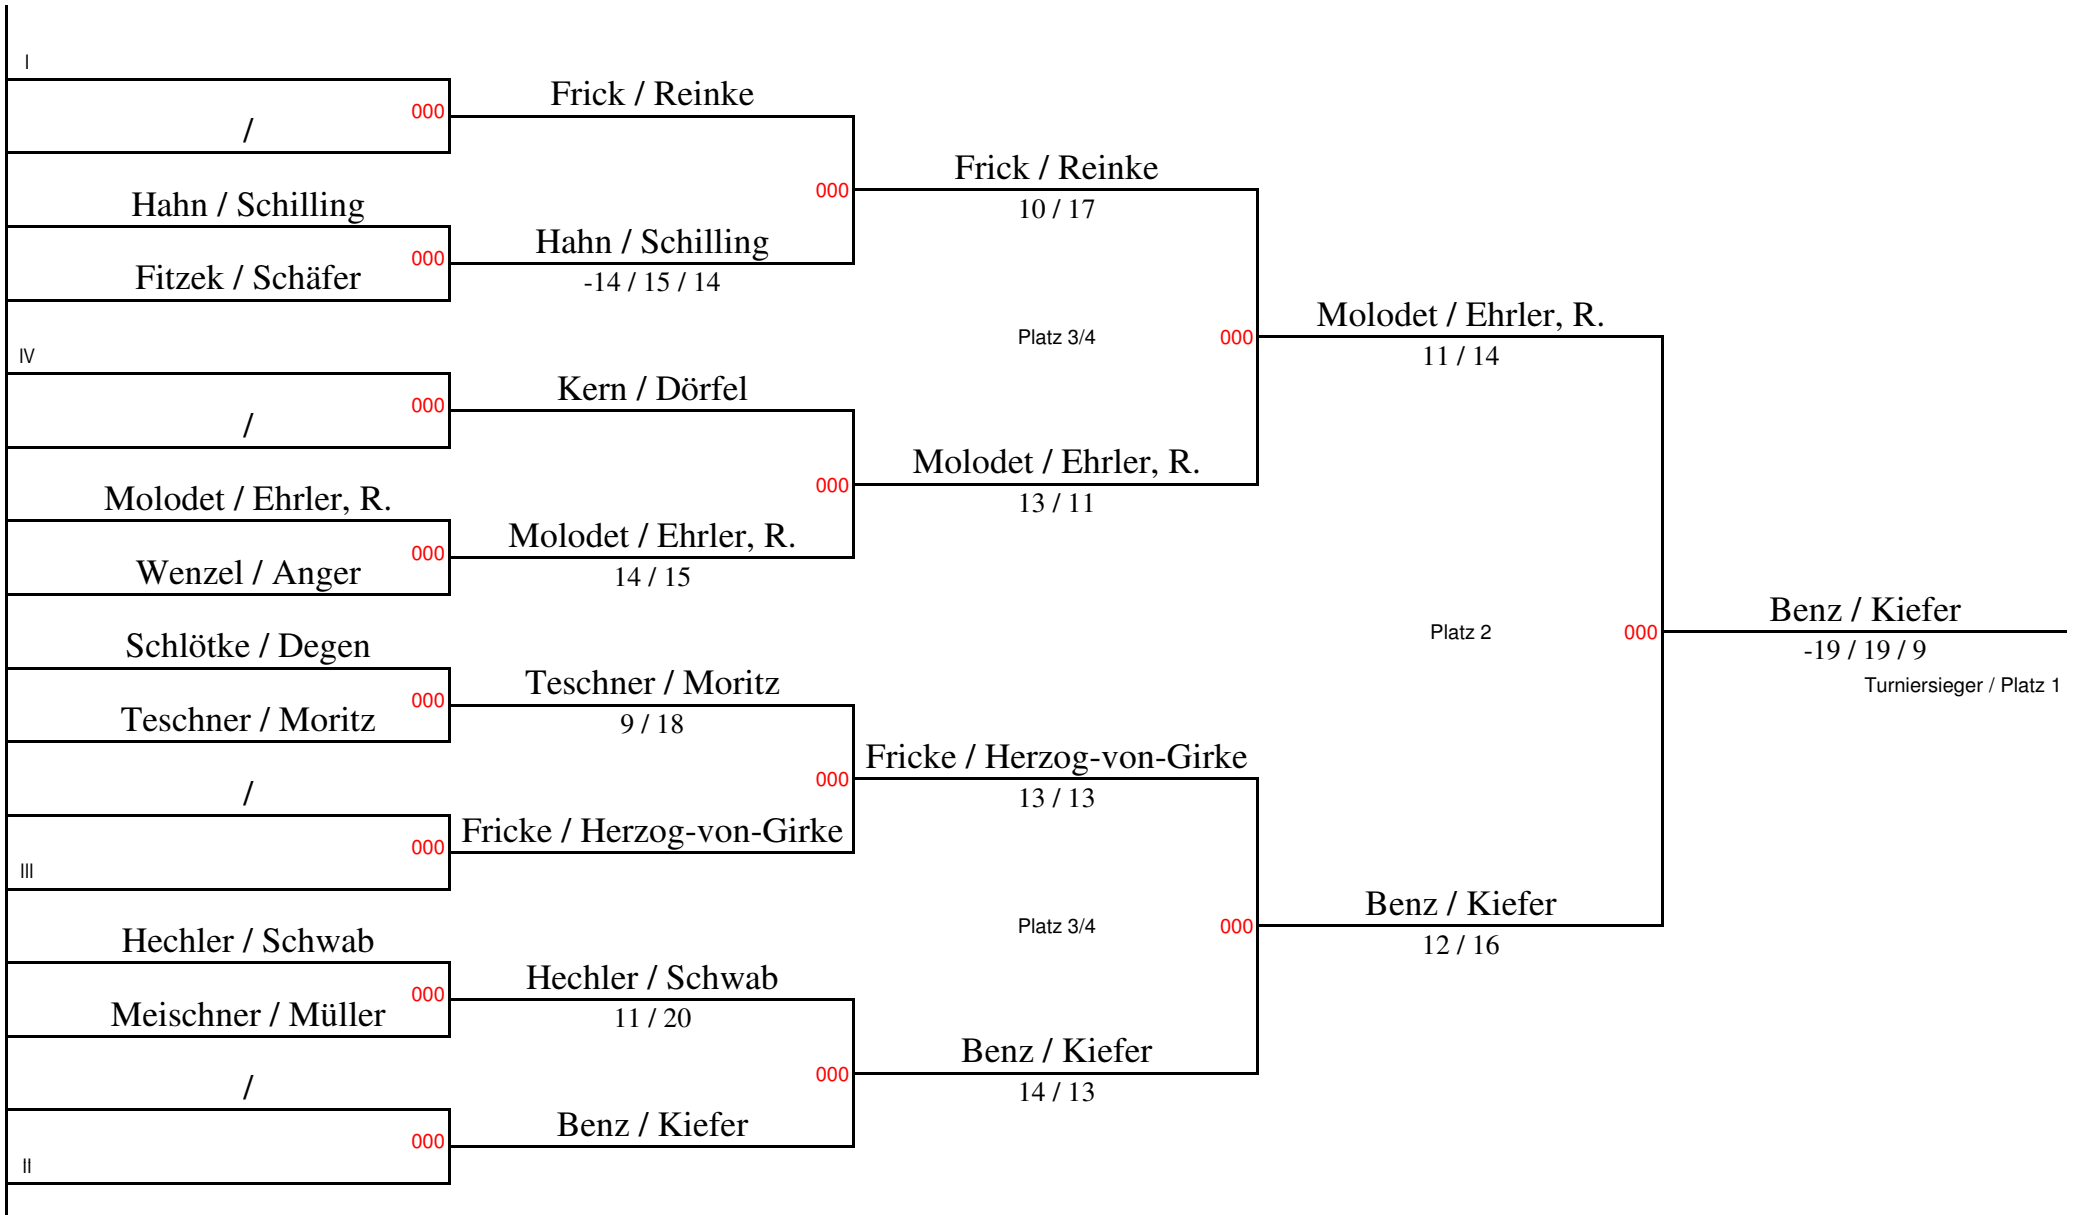 I
000
/
Frick / Reinke
Hahn / Schilling
000
Fitzek / Schäfer
Hahn / Schilling
-14 / 15 / 14
000
Frick / Reinke
10 / 17
IV
000
/
Kern / Dörfel
Molodet / Ehrler, R.
000
Wenzel / Anger
Molodet / Ehrler, R.
14 / 15
000
Molodet / Ehrler, R.
13 / 11
Platz 3/4
000
Molodet / Ehrler, R.
11 / 14
Schlötke / Degen
000
Teschner / Moritz
Teschner / Moritz
9 / 18
/
000
III
Fricke / Herzog-von-Girke
000
Fricke / Herzog-von-Girke
13 / 13
Hechler / Schwab
000
Meischner / Müller
Hechler / Schwab
11 / 20
/
000
II
Benz / Kiefer
000
Benz / Kiefer
14 / 13
Platz 3/4
000
Benz / Kiefer
12 / 16
Platz 2
000
Benz / Kiefer
-19 / 19 / 9
Turniersieger / Platz 1